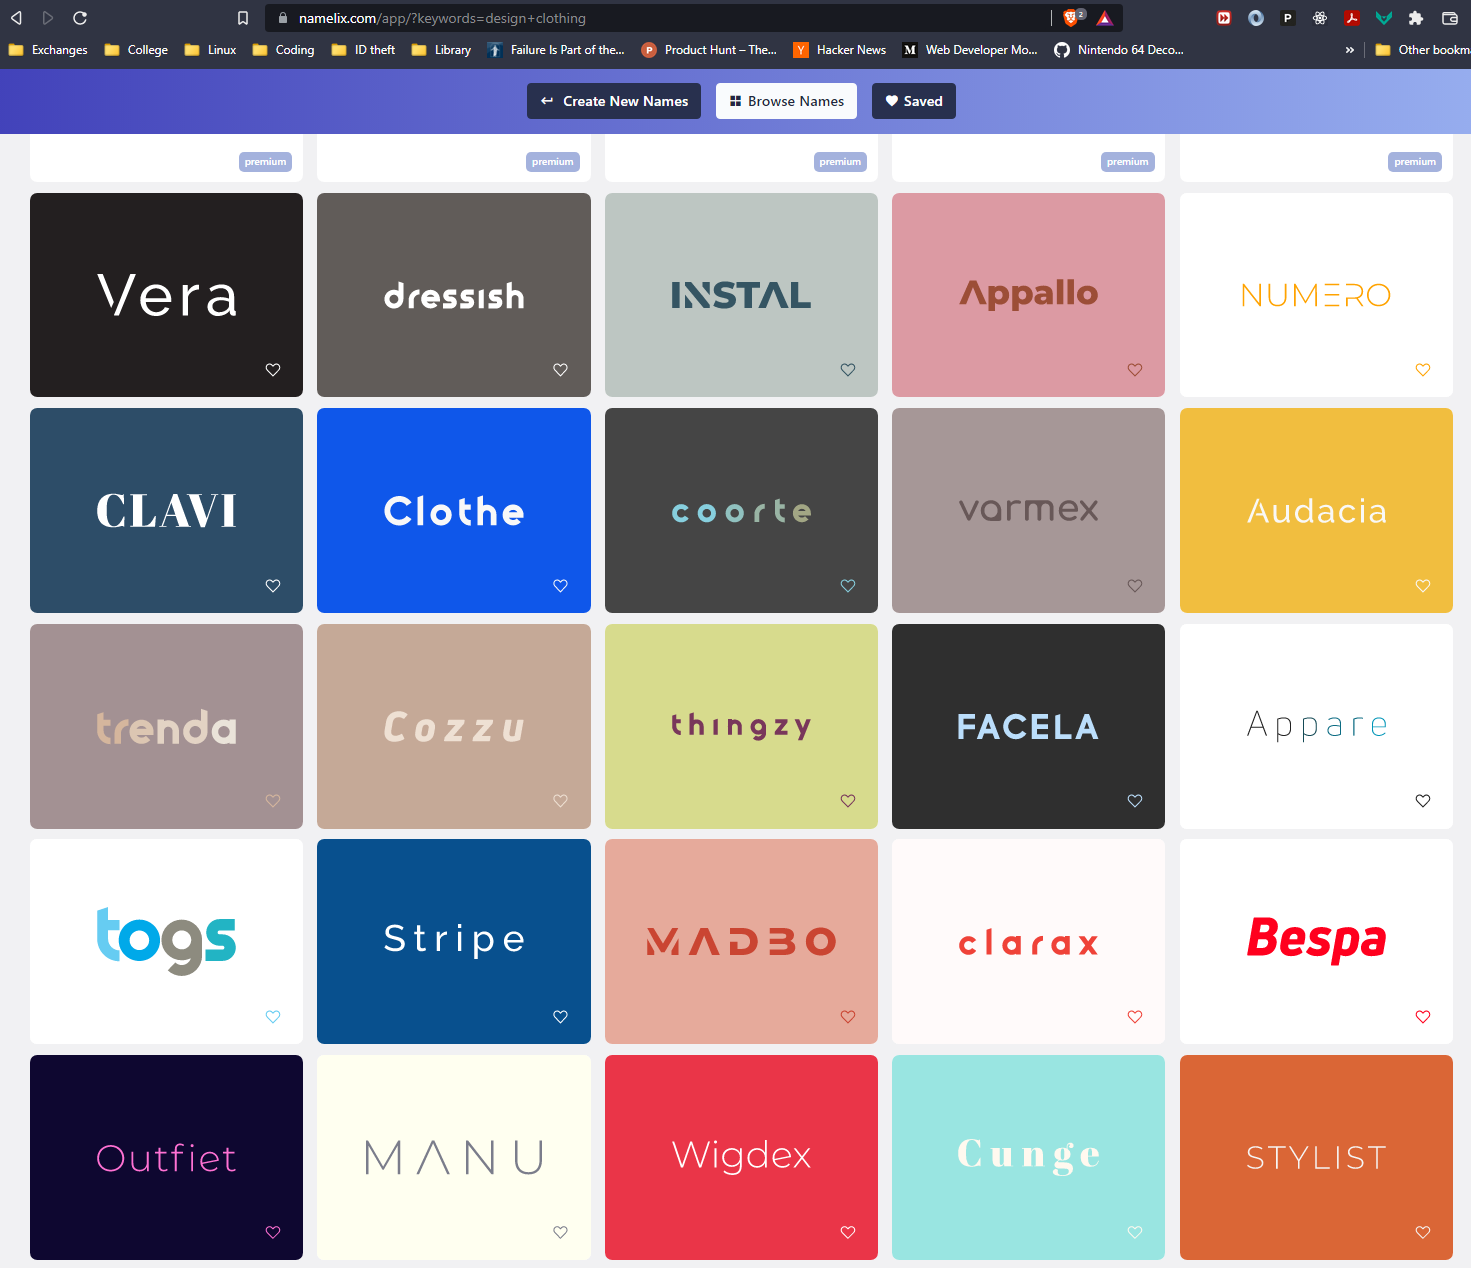 namelix.com/app/?keywords=design+clothing
2
P
Exchanges College Linux Coding ID theft Library Failure Is Part of the... P Product Hunt – The... Y Hacker News M Web Developer Mo... Nintendo 64 Deco... » Other bookm
Create New Names Browse Names Saved
premium premium premium premium premium
Vera dressish INSTAL Appallo NUMERO
CLAVI Clothe coorte varmex Audacia
trenda Cozzu thingzy FACELA Appare
togs Stripe MADBO clarax Bespa
Outfiet MANU Wigdex Cunge STYLIST